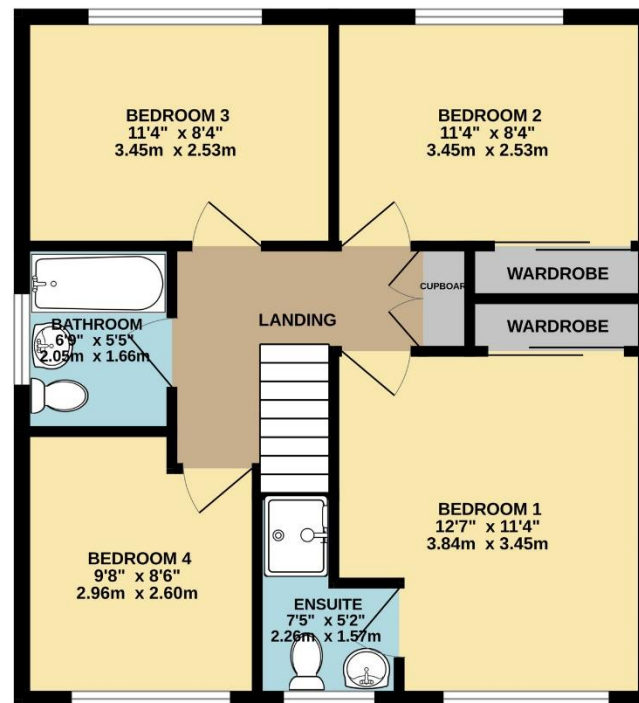 BEDROOM 3
11'4" x 8'4"
3.45m x 2.53m
BEDROOM 2
11'4" x 8'4"
3.45m x 2.53m
WARDROBE
CUPBOAR
WARDROBE
LANDING
BATHROOM
6'9" x 5'5"
2.05m x 1.66m
BEDROOM 1
12'7" x 11'4"
3.84m x 3.45m
BEDROOM 4
9'8" x 8'6"
2.96m x 2.60m
ENSUITE
7'5" x 5'2"
2.26m x 1.57m